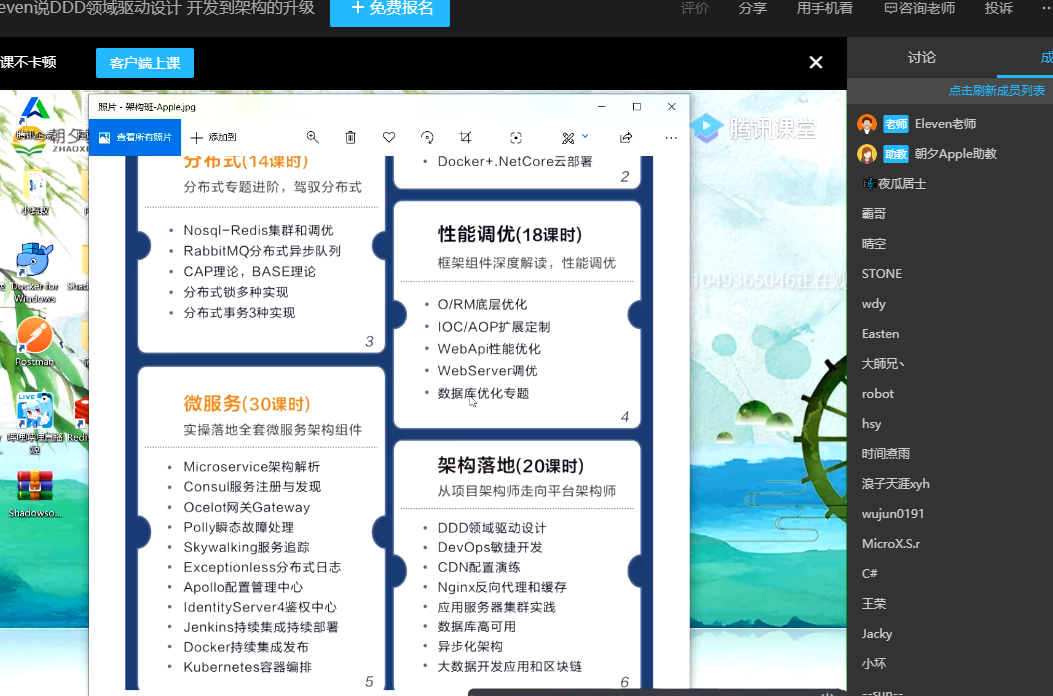 even说DDD领域驱动设计 开发到架构的升级
+ 免费报名
评价
分享
用手机看
咨询老师
投诉
课不卡顿
客户端上课
讨论
成
点击刷新成员列表
照片 - 架构班-Apple.jpg
查看所有照片
添加到
腾讯课堂
分布式(14课时)
分布式专题进阶，驾驭分布式
• Nosql-Redis集群和调优
• RabbitMQ分布式异步队列
• CAP理论，BASE理论
• 分布式锁多种实现
• 分布式事务3种实现
3
• Docker+.NetCore云部署
2
性能调优(18课时)
框架组件深度解读，性能调优
• O/RM底层优化
• IOC/AOP扩展定制
• WebApi性能优化
• WebServer调优
• 数据库优化专题
4
微服务(30课时)
实操落地全套微服务架构组件
• Microservice架构解析
• Consul服务注册与发现
• Ocelot网关Gateway
• Polly瞬态故障处理
• Skywalking服务追踪
• Exceptionless分布式日志
• Apollo配置管理中心
• IdentityServer4鉴权中心
• Jenkins持续集成持续部署
• Docker持续集成发布
• Kubernetes容器编排
5
架构落地(20课时)
从项目架构师走向平台架构师
• DDD领域驱动设计
• DevOps敏捷开发
• CDN配置演练
• Nginx反向代理和缓存
• 应用服务器集群实践
• 数据库高可用
• 异步化架构
• 大数据开发应用和区块链
6
Docker for
Windows
Postman
Shadowso...
老师 Eleven老师
助教 朝夕Apple助教
夜瓜居士
霸哥
晴空
STONE
wdy
Easten
大師兄丶
robot
hsy
时间煮雨
浪子天涯xyh
wujun0191
MicroX.S.r
C#
王荣
Jacky
小环
--sun--